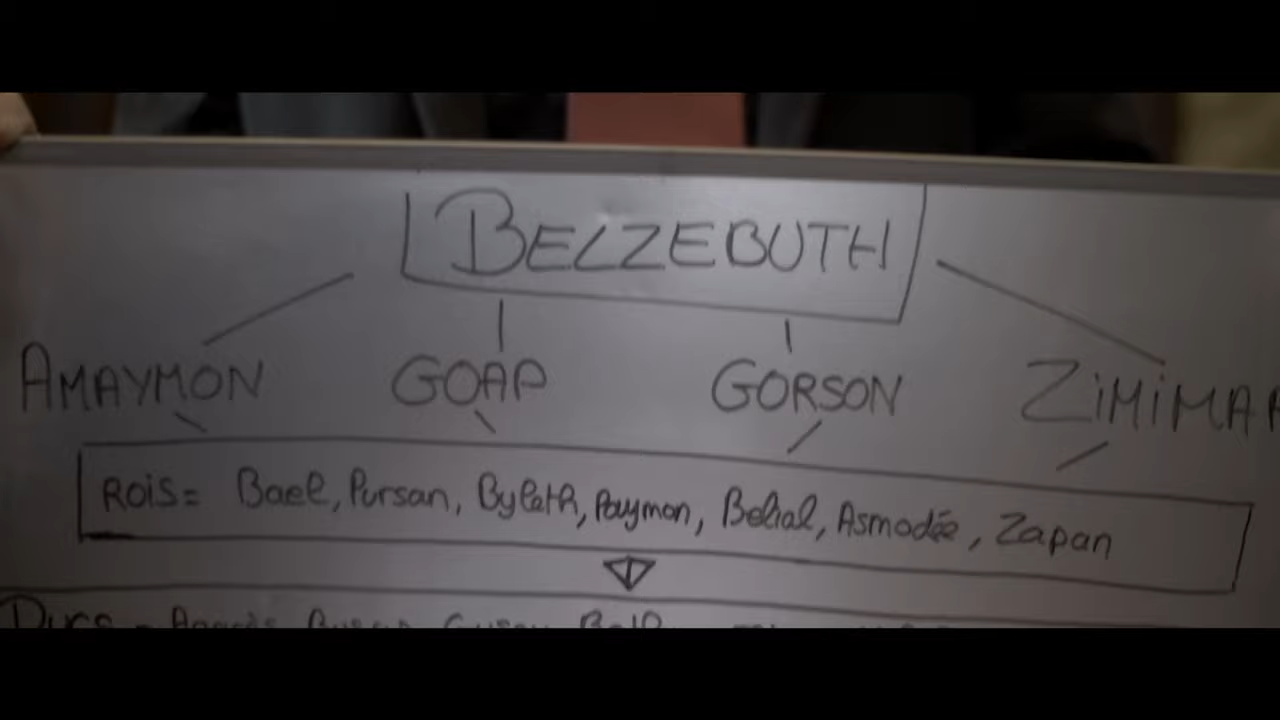 BELZEBUTH
AMAYMON GOAP GORSON ZiMiMAR
ROIS= Bael, Pursan, Byleth, Paymon, Belial, Asmodée, Zapan